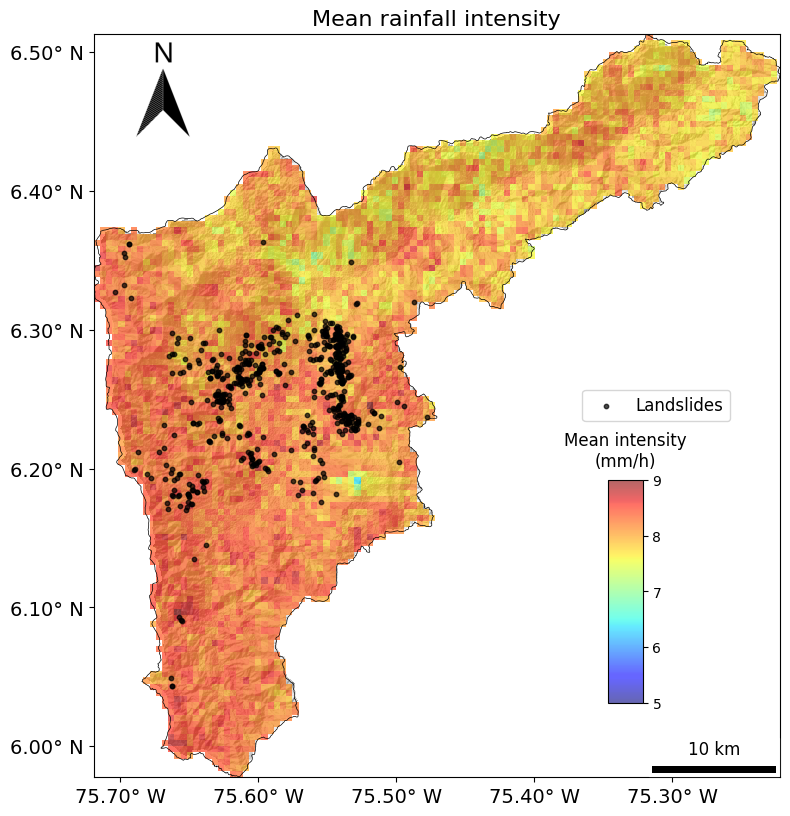 Mean rainfall intensity
N
6.50° N
6.40° N
6.30° N
6.20° N
6.10° N
6.00° N
Landslides
Mean intensity
(mm/h)
9
8
7
6
5
10 km
75.70° W 75.60° W 75.50° W 75.40° W 75.30° W